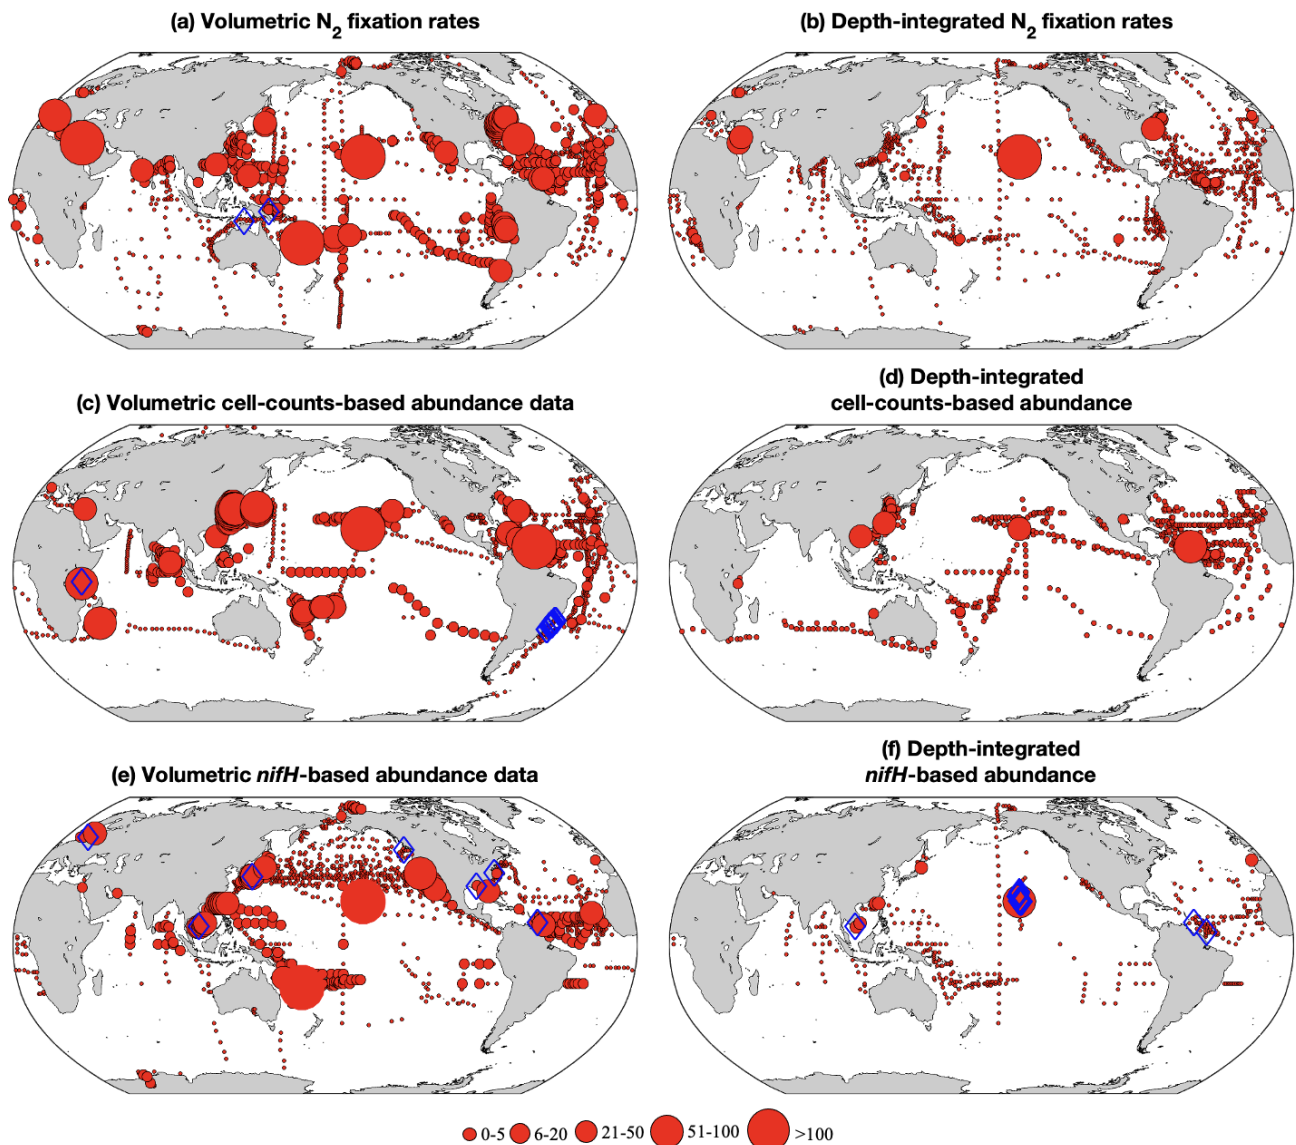 (a) Volumetric N2 fixation rates
(b) Depth-integrated N2 fixation rates
(c) Volumetric cell-counts-based abundance data
(d) Depth-integrated
cell-counts-based abundance
(e) Volumetric nifH-based abundance data
(f) Depth-integrated
nifH-based abundance
0-5 6-20 21-50 51-100 >100